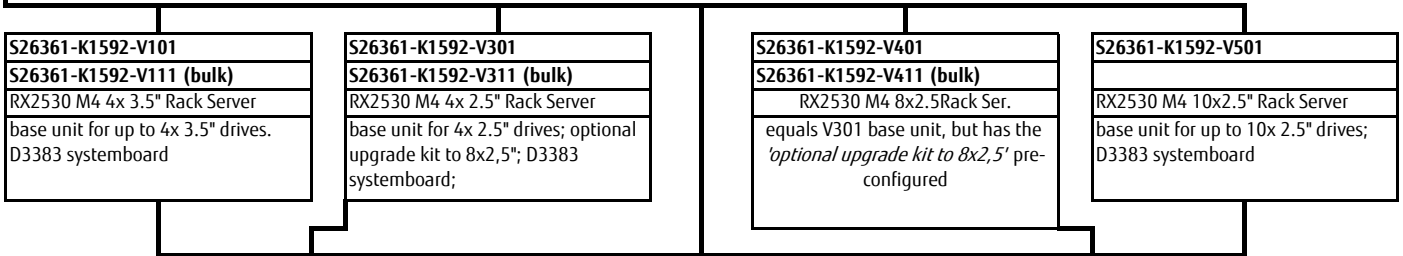 S26361-K1592-V101
S26361-K1592-V111 (bulk)
RX2530 M4 4x 3.5" Rack Server
base unit for up to 4x 3.5" drives.
D3383 systemboard
S26361-K1592-V301
S26361-K1592-V311 (bulk)
RX2530 M4 4x 2.5" Rack Server
base unit for 4x 2.5" drives; optional
upgrade kit to 8x2,5"; D3383
systemboard;
S26361-K1592-V401
S26361-K1592-V411 (bulk)
RX2530 M4 8x2.5Rack Ser.
equals V301 base unit, but has the
'optional upgrade kit to 8x2,5' pre-
configured
S26361-K1592-V501
RX2530 M4 10x2.5" Rack Server
base unit for up to 10x 2.5" drives;
D3383 systemboard